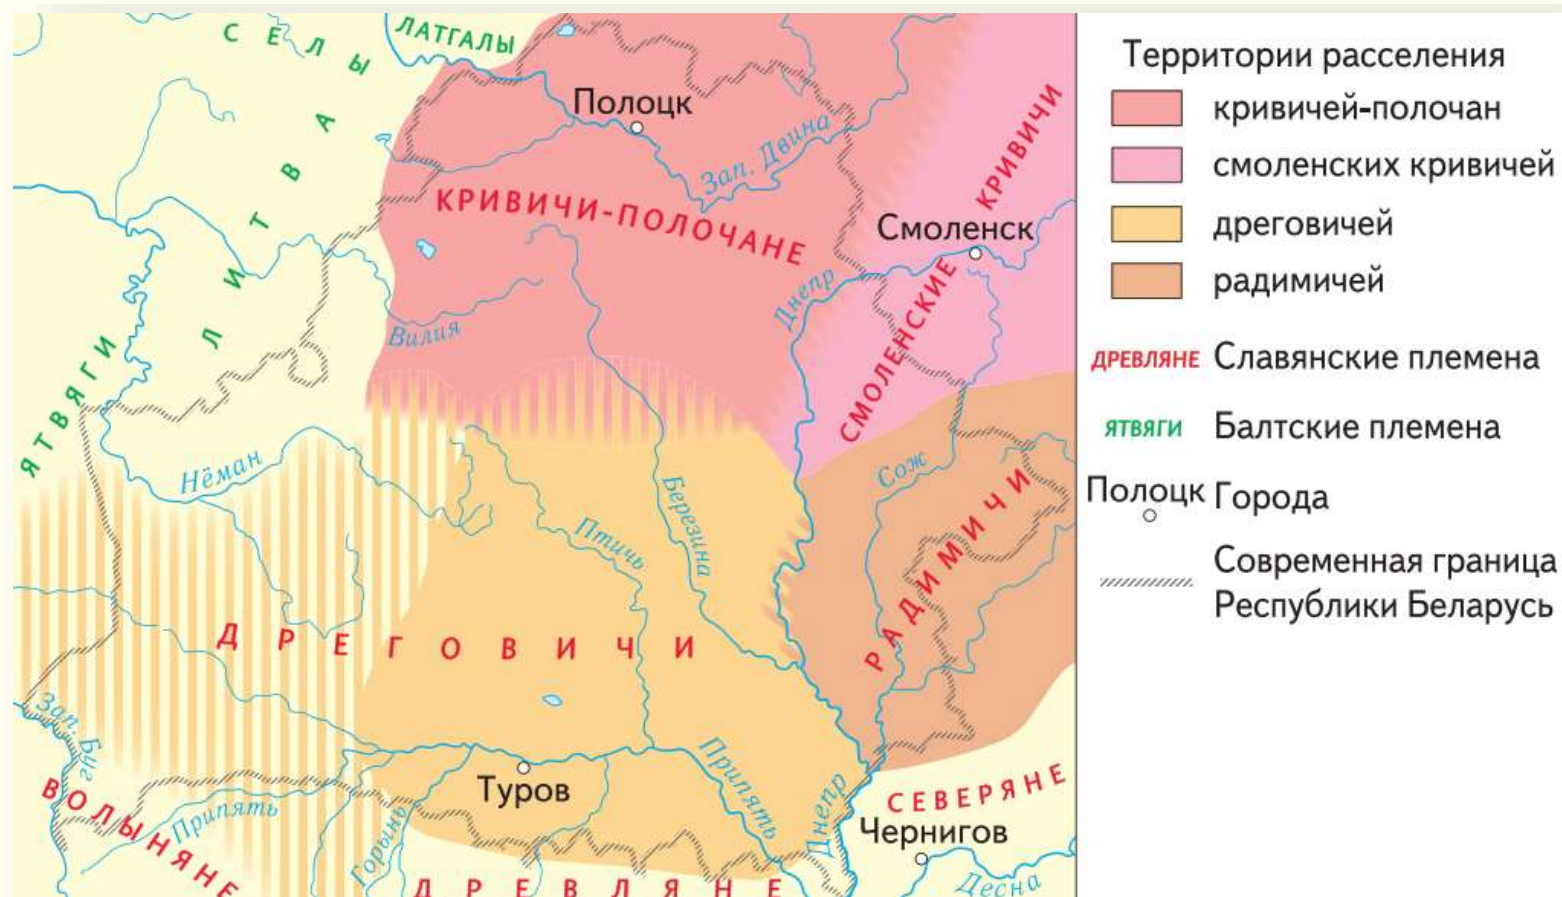 СЕЛЫ
ЛАТГАЛЫ
Полоцк
Зап. Двина
ЛИТВА
КРИВИЧИ-ПОЛОЧАНЕ
СМОЛЕНСКИЕ КРИВИЧИ
Смоленск
Днепр
Вилия
ЯТВЯГИ
Нёман
Сож
Березина
Птичь
РАДИМИЧИ
ДРЕГОВИЧИ
Зап. Буг
Туров
Припять
Днепр
СЕВЕРЯНЕ
ВОЛЫНЯНЕ
Припять
Горынь
Чернигов
Десна
ДРЕВЛЯНЕ
Территории расселения
кривичей-полочан
смоленских кривичей
дреговичей
радимичей
ДРЕВЛЯНЕ Славянские племена
ЯТВЯГИ Балтские племена
Полоцк Города
Современная граница
Республики Беларусь